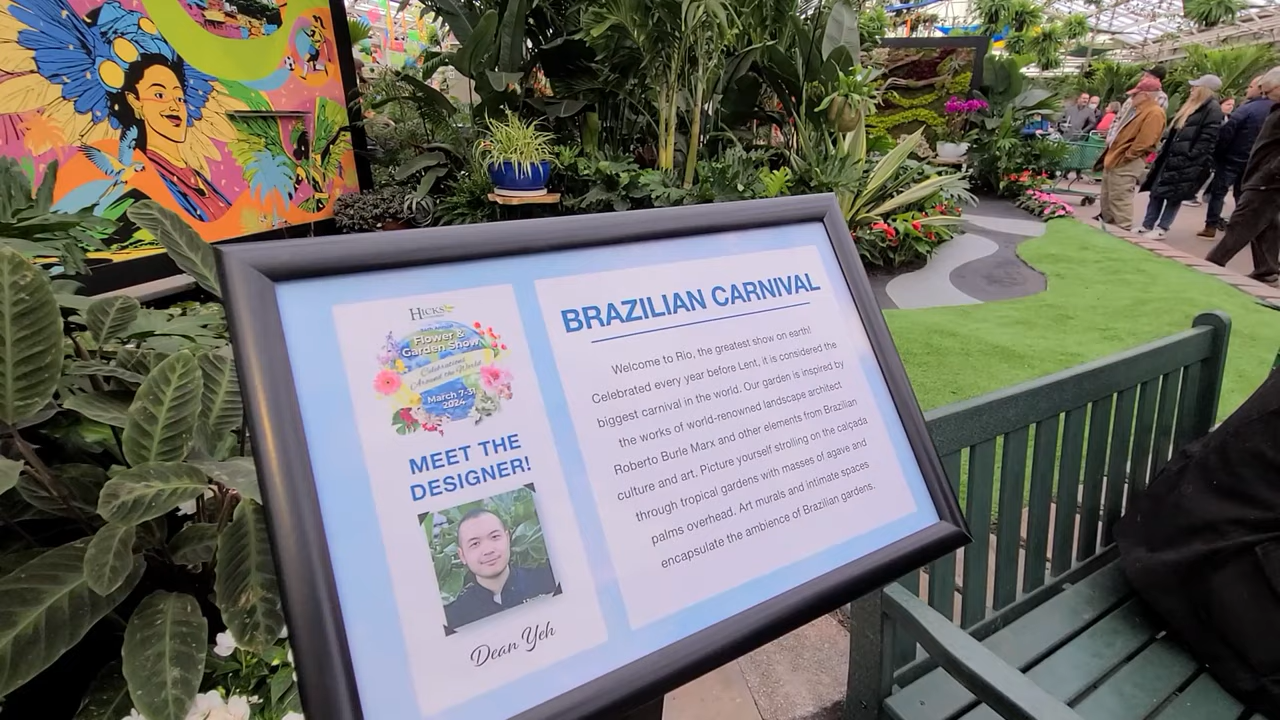 HICKS
Flower &
Garden Show
Celebrations
Around the World
March 7-31
2024
MEET THE
DESIGNER!
Dean Yeh
BRAZILIAN CARNIVAL
Welcome to Rio, the greatest show on earth!
Celebrated every year before Lent, it is considered the
biggest carnival in the world. Our garden is inspired by
the works of world-renowned landscape architect
Roberto Burle Marx and other elements from Brazilian
culture and art. Picture yourself strolling on the calçada
through tropical gardens with masses of agave and
palms overhead. Art murals and intimate spaces
encapsulate the ambience of Brazilian gardens.